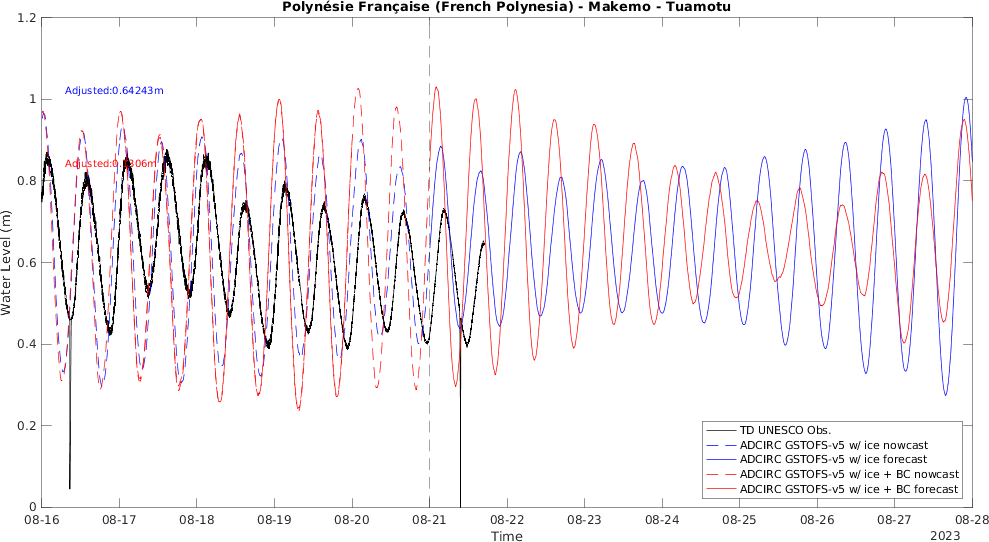 Polynésie Française (French Polynesia) - Makemo - Tuamotu
1.2
1
0.8
0.6
0.4
0.2
0
Water Level (m)
Adjusted:0.64243m
TD UNESCO Obs.
ADCIRC GSTOFS-v5 w/ ice nowcast
ADCIRC GSTOFS-v5 w/ ice forecast
ADCIRC GSTOFS-v5 w/ ice + BC nowcast
ADCIRC GSTOFS-v5 w/ ice + BC forecast
08-16 08-17 08-18 08-19 08-20 08-21 08-22 08-23 08-24 08-25 08-26 08-27 08-28
Time
2023